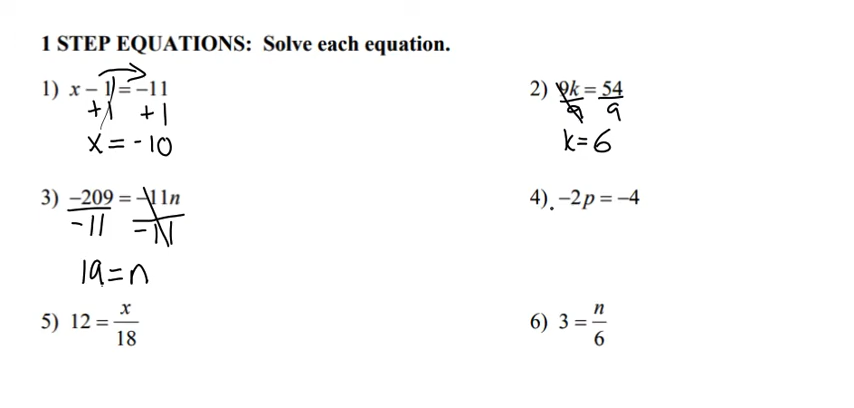 1 STEP EQUATIONS: Solve each equation.
1) x – 1 = –11
+1 +1
x = -10
2) 9k = 54
9 9
k=6
3) –209 = –11n
-11 -11
19=n
4) . –2p = –4
5) 12 = x/18
6) 3 = n/6